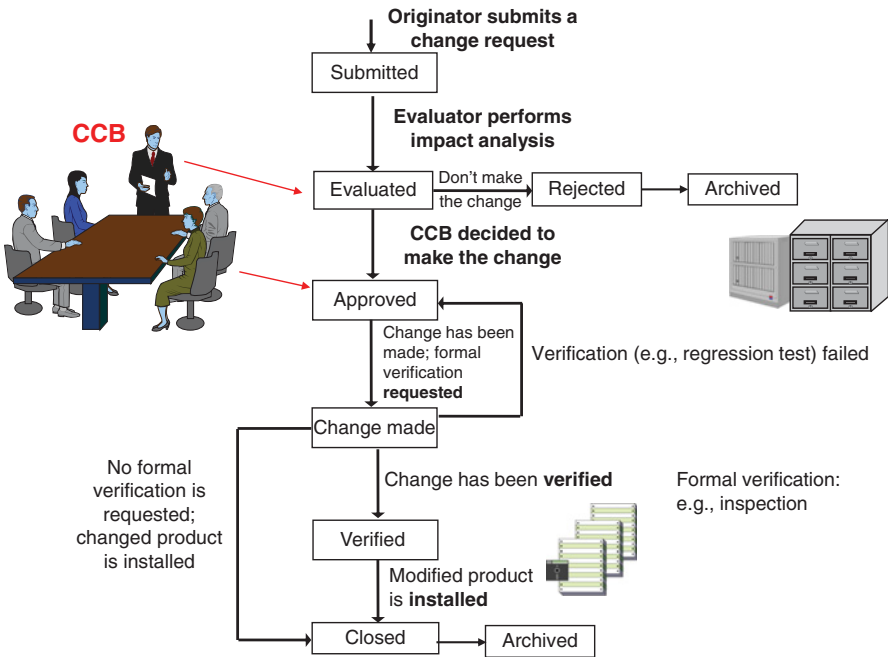 Originator submits a
change request
Submitted
Evaluator performs
impact analysis
CCB
Evaluated
Don't make
the change
Rejected
Archived
CCB decided to
make the change
Approved
Change has been
made; formal
verification
requested
Verification (e.g., regression test) failed
Change made
No formal
verification is
requested;
changed product
is installed
Change has been verified
Formal verification:
e.g., inspection
Verified
Modified product
is installed
Closed
Archived